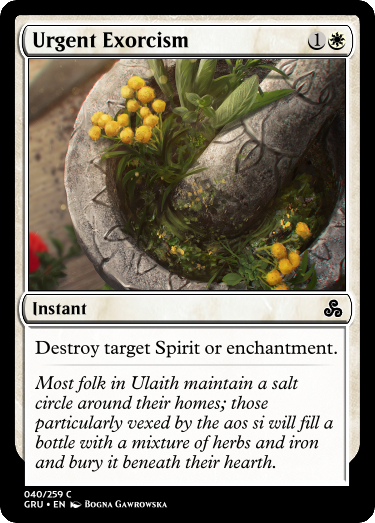 Urgent Exorcism 1
Instant
Destroy target Spirit or enchantment.
Most folk in Ulaith maintain a salt
circle around their homes; those
particularly vexed by the aos si will fill a
bottle with a mixture of herbs and iron
and bury it beneath their hearth.
040/259 C
GRU • EN Bogna Gawrowska